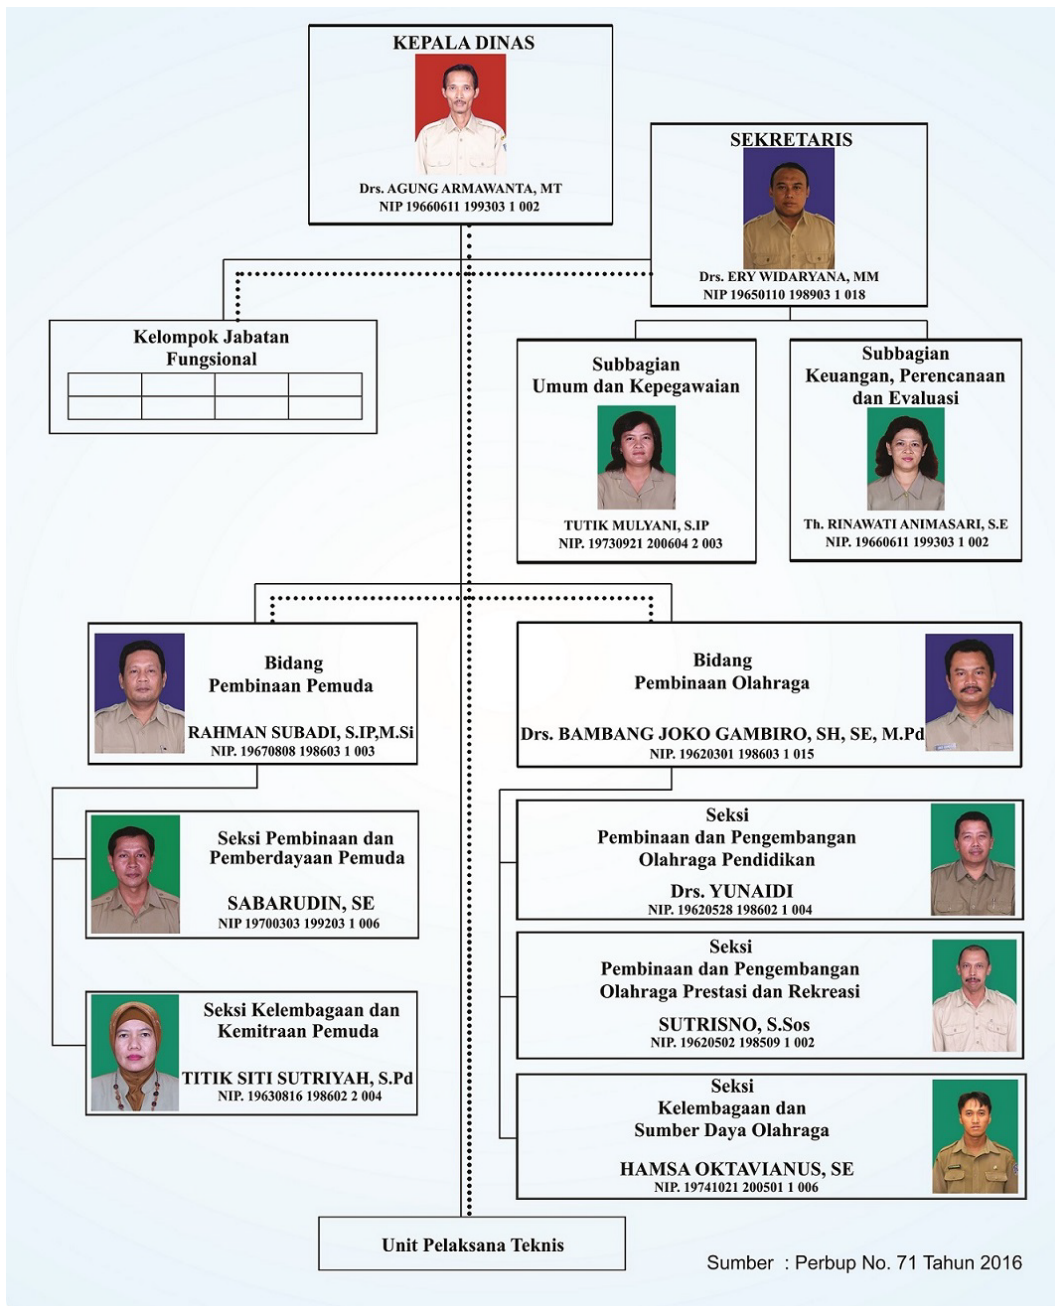 KEPALA DINAS
Drs. AGUNG ARMAWANTA, MT
NIP 19660611 199303 1 002
SEKRETARIS
Drs. ERY WIDARYANA, MM
NIP 19650110 198903 1 018
Kelompok Jabatan
Fungsional
Subbagian
Umum dan Kepegawaian
TUTIK MULYANI, S.IP
NIP. 19730921 200604 2 003
Subbagian
Keuangan, Perencanaan
dan Evaluasi
Th. RINAWATI ANIMASARI, S.E
NIP. 19660611 199303 1 002
Bidang
Pembinaan Pemuda
RAHMAN SUBADI, S.IP,M.Si
NIP. 19670808 198603 1 003
Bidang
Pembinaan Olahraga
Drs. BAMBANG JOKO GAMBIRO, SH, SE, M.Pd
NIP. 19620301 198603 1 015
Seksi Pembinaan dan
Pemberdayaan Pemuda
SABARUDIN, SE
NIP 19700303 199203 1 006
Seksi Kelembagaan dan
Kemitraan Pemuda
TITIK SITI SUTRIYAH, S.Pd
NIP. 19630816 198602 2 004
Seksi
Pembinaan dan Pengembangan
Olahraga Pendidikan
Drs. YUNAIDI
NIP. 19620528 198602 1 004
Seksi
Pembinaan dan Pengembangan
Olahraga Prestasi dan Rekreasi
SUTRISNO, S.Sos
NIP. 19620502 198509 1 002
Seksi
Kelembagaan dan
Sumber Daya Olahraga
HAMSA OKTAVIANUS, SE
NIP. 19741021 200501 1 006
Unit Pelaksana Teknis
Sumber : Perbup No. 71 Tahun 2016